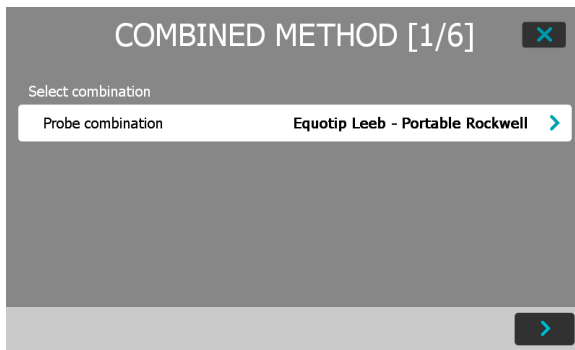 COMBINED METHOD [1/6]
Select combination
Probe combination Equotip Leeb - Portable Rockwell